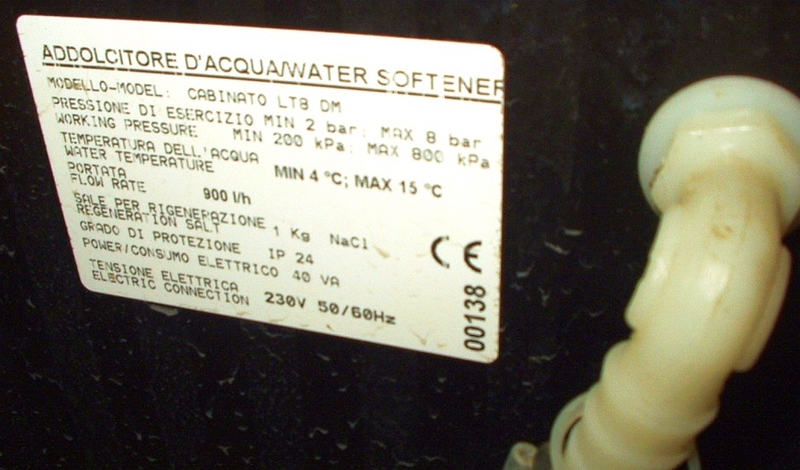 ADDOLCITORE D'ACQUA/WATER SOFTENER
MODELLO-MODEL: CABINATO LT8 DM
PRESSIONE DI ESERCIZIO MIN 2 bar; MAX 8 bar
WORKING PRESSURE MIN 200 kPa; MAX 800 kPa
TEMPERATURA DELL'ACQUA
WATER TEMPERATURE MIN 4 °C; MAX 15 °C
PORTATA
FLOW RATE 900 l/h
SALE PER RIGENERAZIONE 1 Kg NaCl
REGENERATION SALT
GRADO DI PROTEZIONE IP 24
POWER/CONSUMO ELETTRICO 40 VA
TENSIONE ELETTRICA
ELECTRIC CONNECTION 230V 50/60Hz
CE
00138